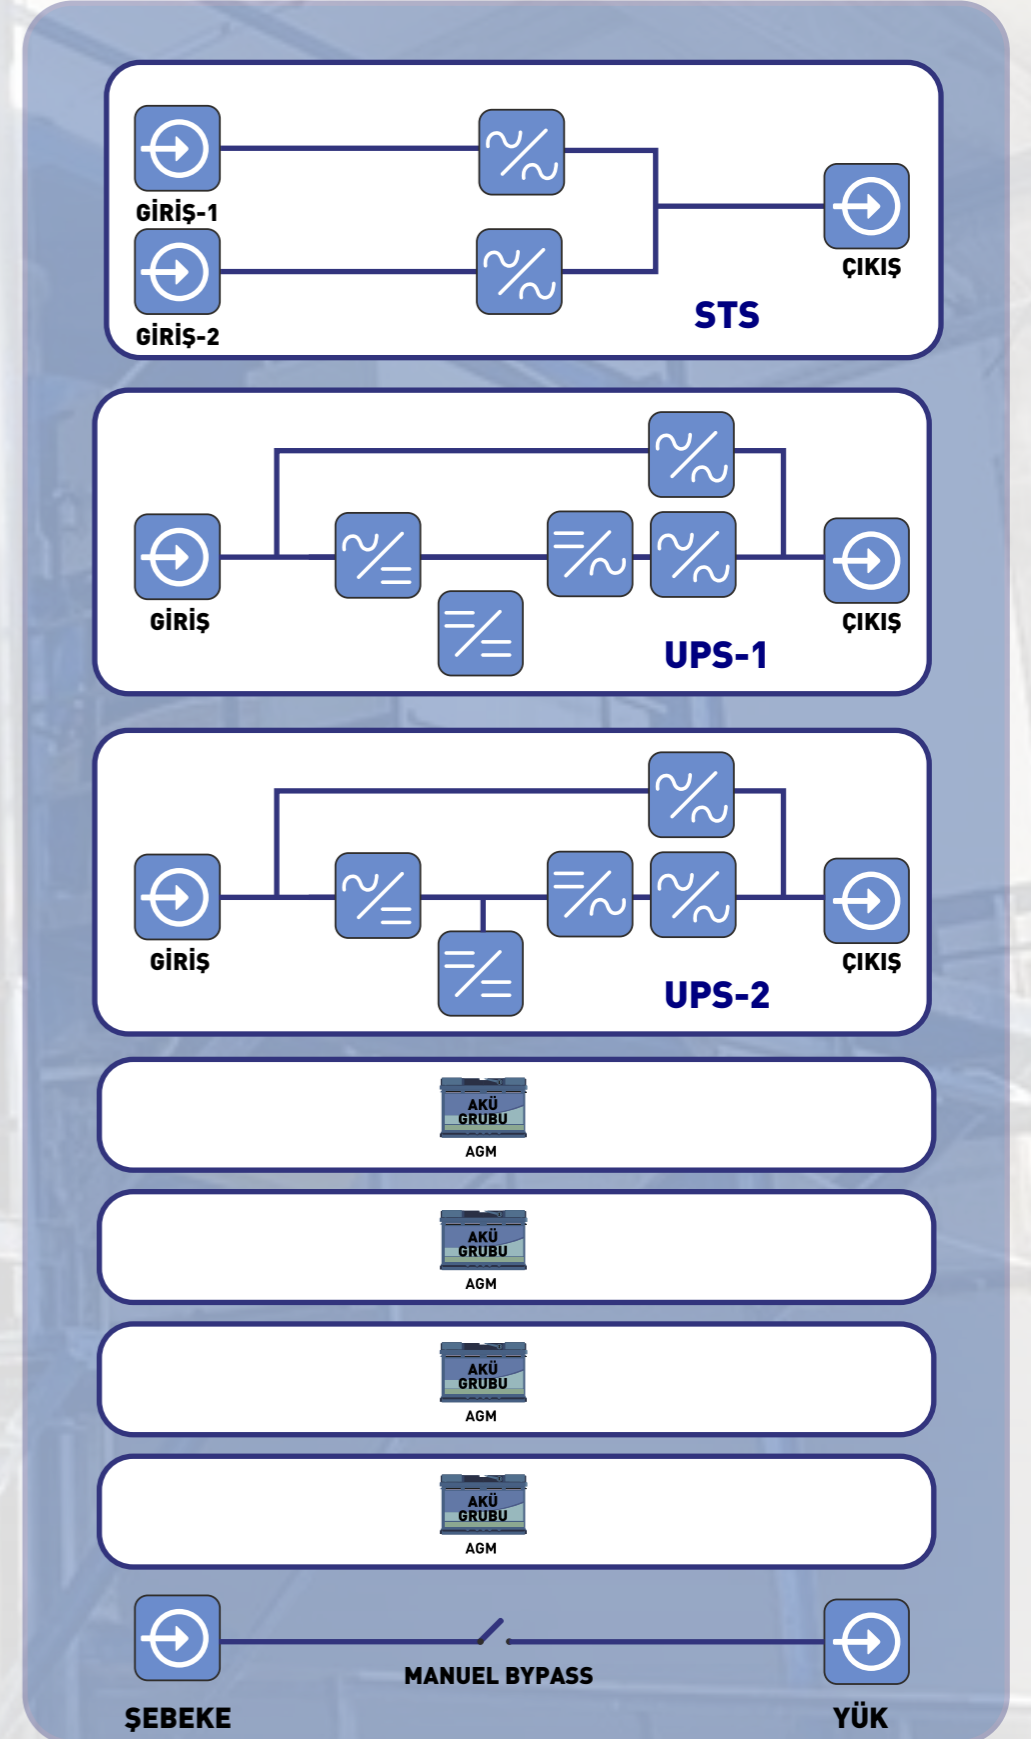 GİRİŞ-1
GİRİŞ-2
ÇIKIŞ
STS
GİRİŞ
ÇIKIŞ
UPS-1
GİRİŞ
ÇIKIŞ
UPS-2
AKÜ
GRUBU
AGM
AKÜ
GRUBU
AGM
AKÜ
GRUBU
AGM
AKÜ
GRUBU
AGM
MANUEL BYPASS
ŞEBEKE
YÜK